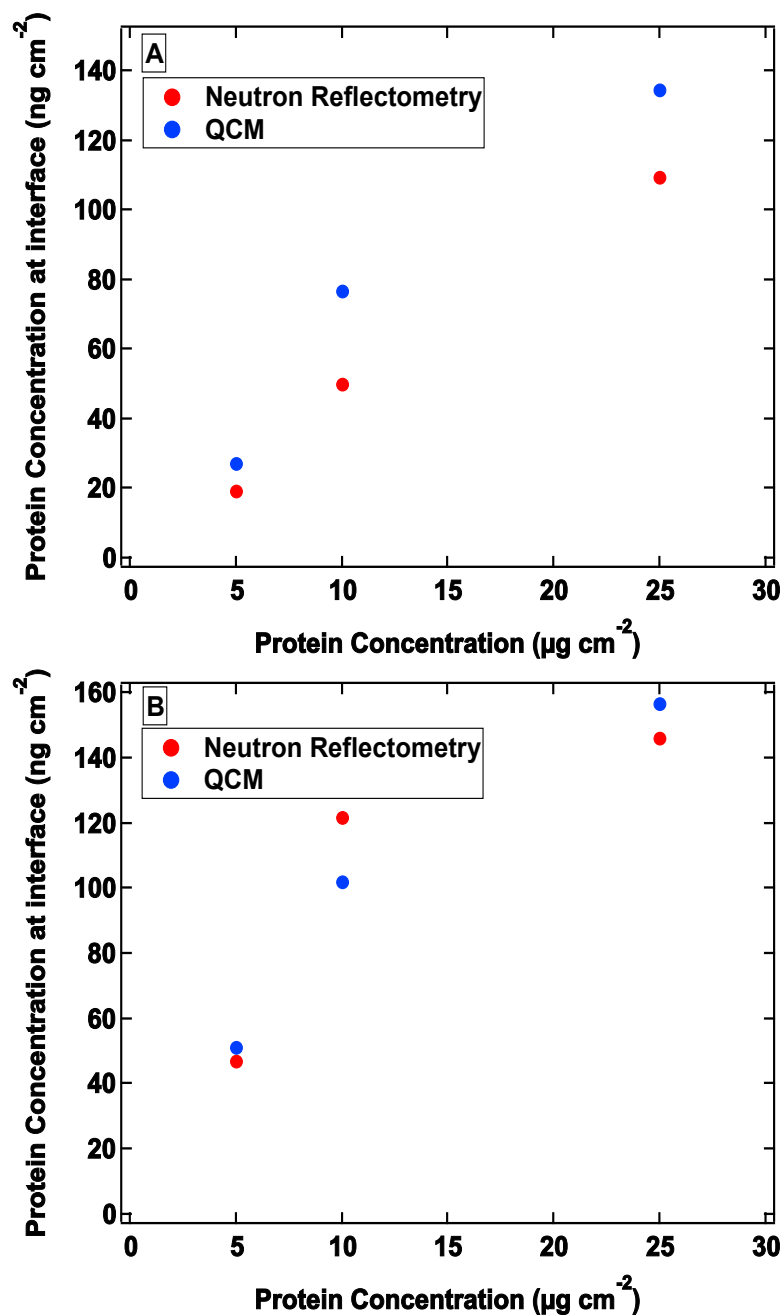 A
Neutron Reflectometry
QCM
Protein Concentration at interface (ng cm-2)
140
120
100
80
60
40
20
0
0 5 10 15 20 25 30
Protein Concentration (µg cm-2)
B
Neutron Reflectometry
QCM
Protein Concentration at interface (ng cm-2)
160
140
120
100
80
60
40
20
0
0 5 10 15 20 25 30
Protein Concentration (µg cm-2)